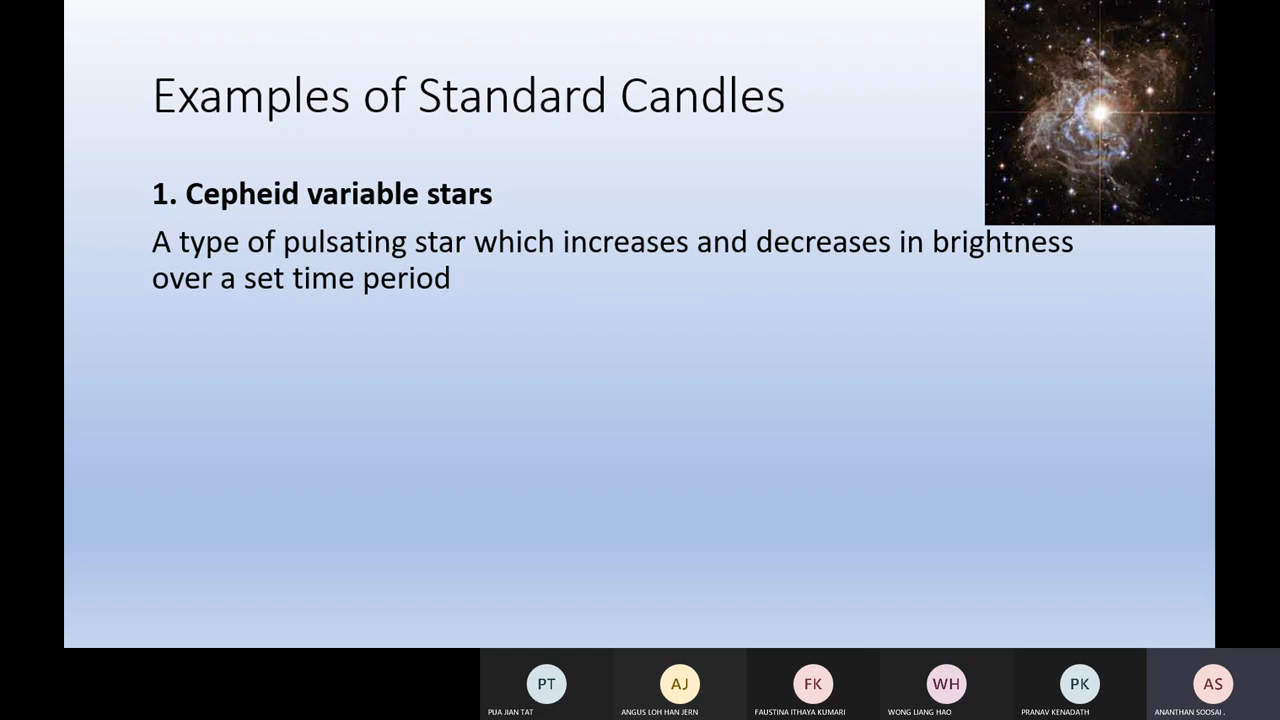 Examples of Standard Candles
1. Cepheid variable stars
A type of pulsating star which increases and decreases in brightness
over a set time period
PT
AJ
FK
WH
PK
AS
PUA JIAN TAT
ANGUS LOH HAN JERN
FAUSTINA ITHAYA KUMARI
WONG LIANG HAO
PRANAV KENADATH
ANANTHAN SOOSAI .